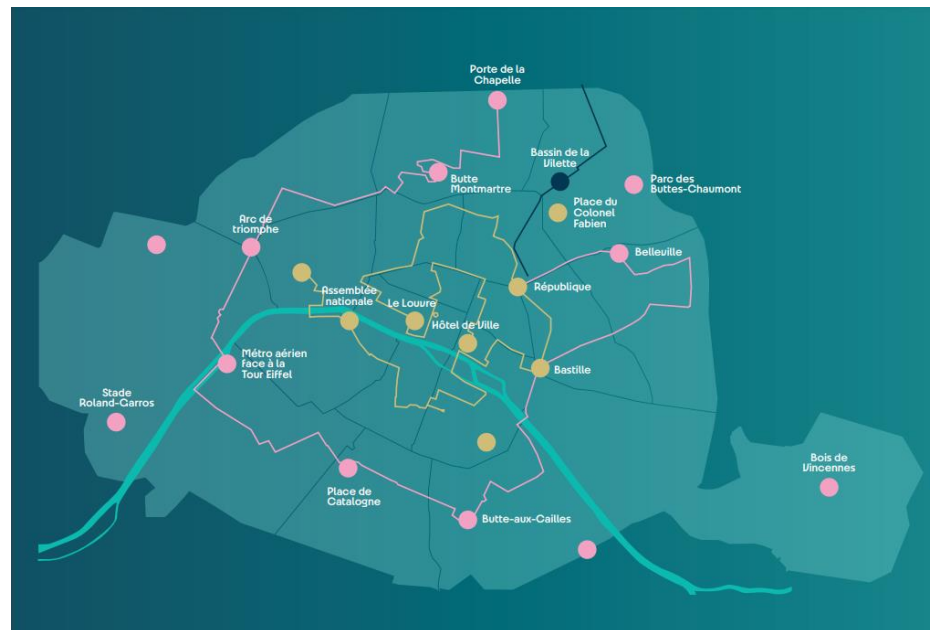 Porte de la
Chapelle
Bassin de la
Vilette
Butte
Montmartre
Parc des
Buttes-Chaumont
Place du
Colonel
Fabien
Arc de
triomphe
Belleville
Assemblée
nationale
Le Louvre
République
Hôtel de Ville
Métro aérien
face à la
Tour Eiffel
Bastille
Stade
Roland-Garros
Bois de
Vincennes
Place de
Catalogne
Butte-aux-Cailles